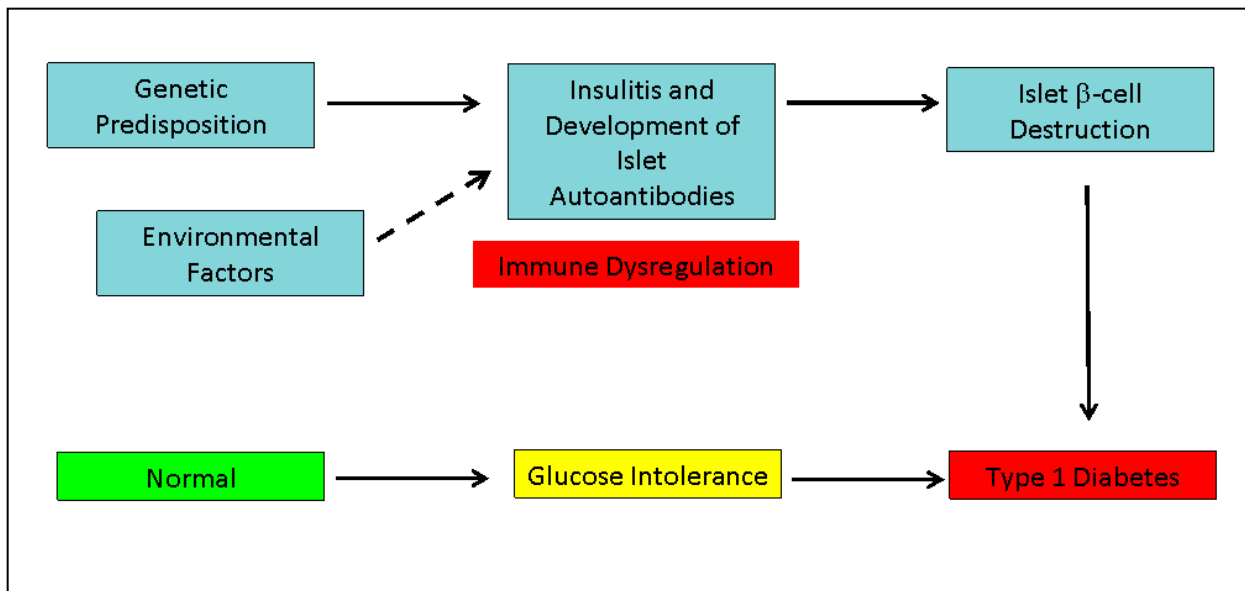 Genetic
Predisposition
Insulitis and
Development of
Islet
Autoantibodies
Islet β-cell
Destruction
Environmental
Factors
Immune Dysregulation
Normal
Glucose Intolerance
Type 1 Diabetes